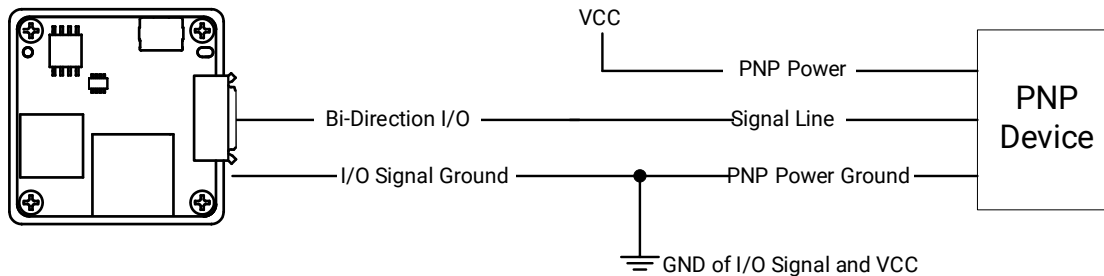 VCC
PNP Power
Bi-Direction I/O
Signal Line
PNP
Device
I/O Signal Ground
PNP Power Ground
GND of I/O Signal and VCC